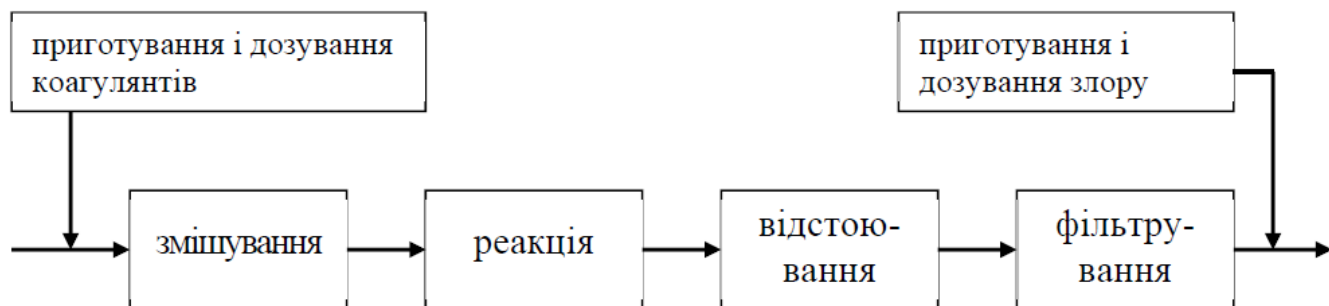 приготування і дозування
коагулянтів
приготування і
дозування злору
змішування
реакція
відстою-
вання
фільтру-
вання